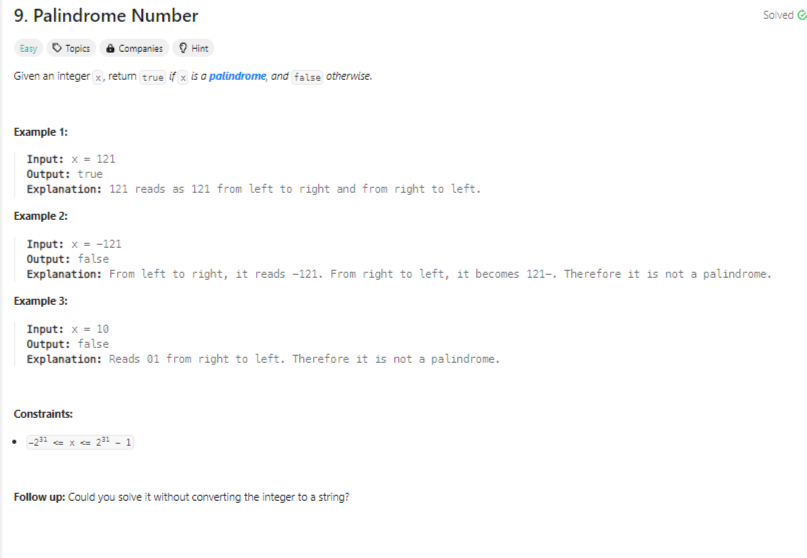 9. Palindrome Number
Solved
Easy Topics Companies Hint
Given an integer x, return true if x is a palindrome, and false otherwise.
Example 1:
Input: x = 121
Output: true
Explanation: 121 reads as 121 from left to right and from right to left.
Example 2:
Input: x = -121
Output: false
Explanation: From left to right, it reads -121. From right to left, it becomes 121-. Therefore it is not a palindrome.
Example 3:
Input: x = 10
Output: false
Explanation: Reads 01 from right to left. Therefore it is not a palindrome.
Constraints:
• -2³¹ <= x <= 2³¹ - 1
Follow up: Could you solve it without converting the integer to a string?